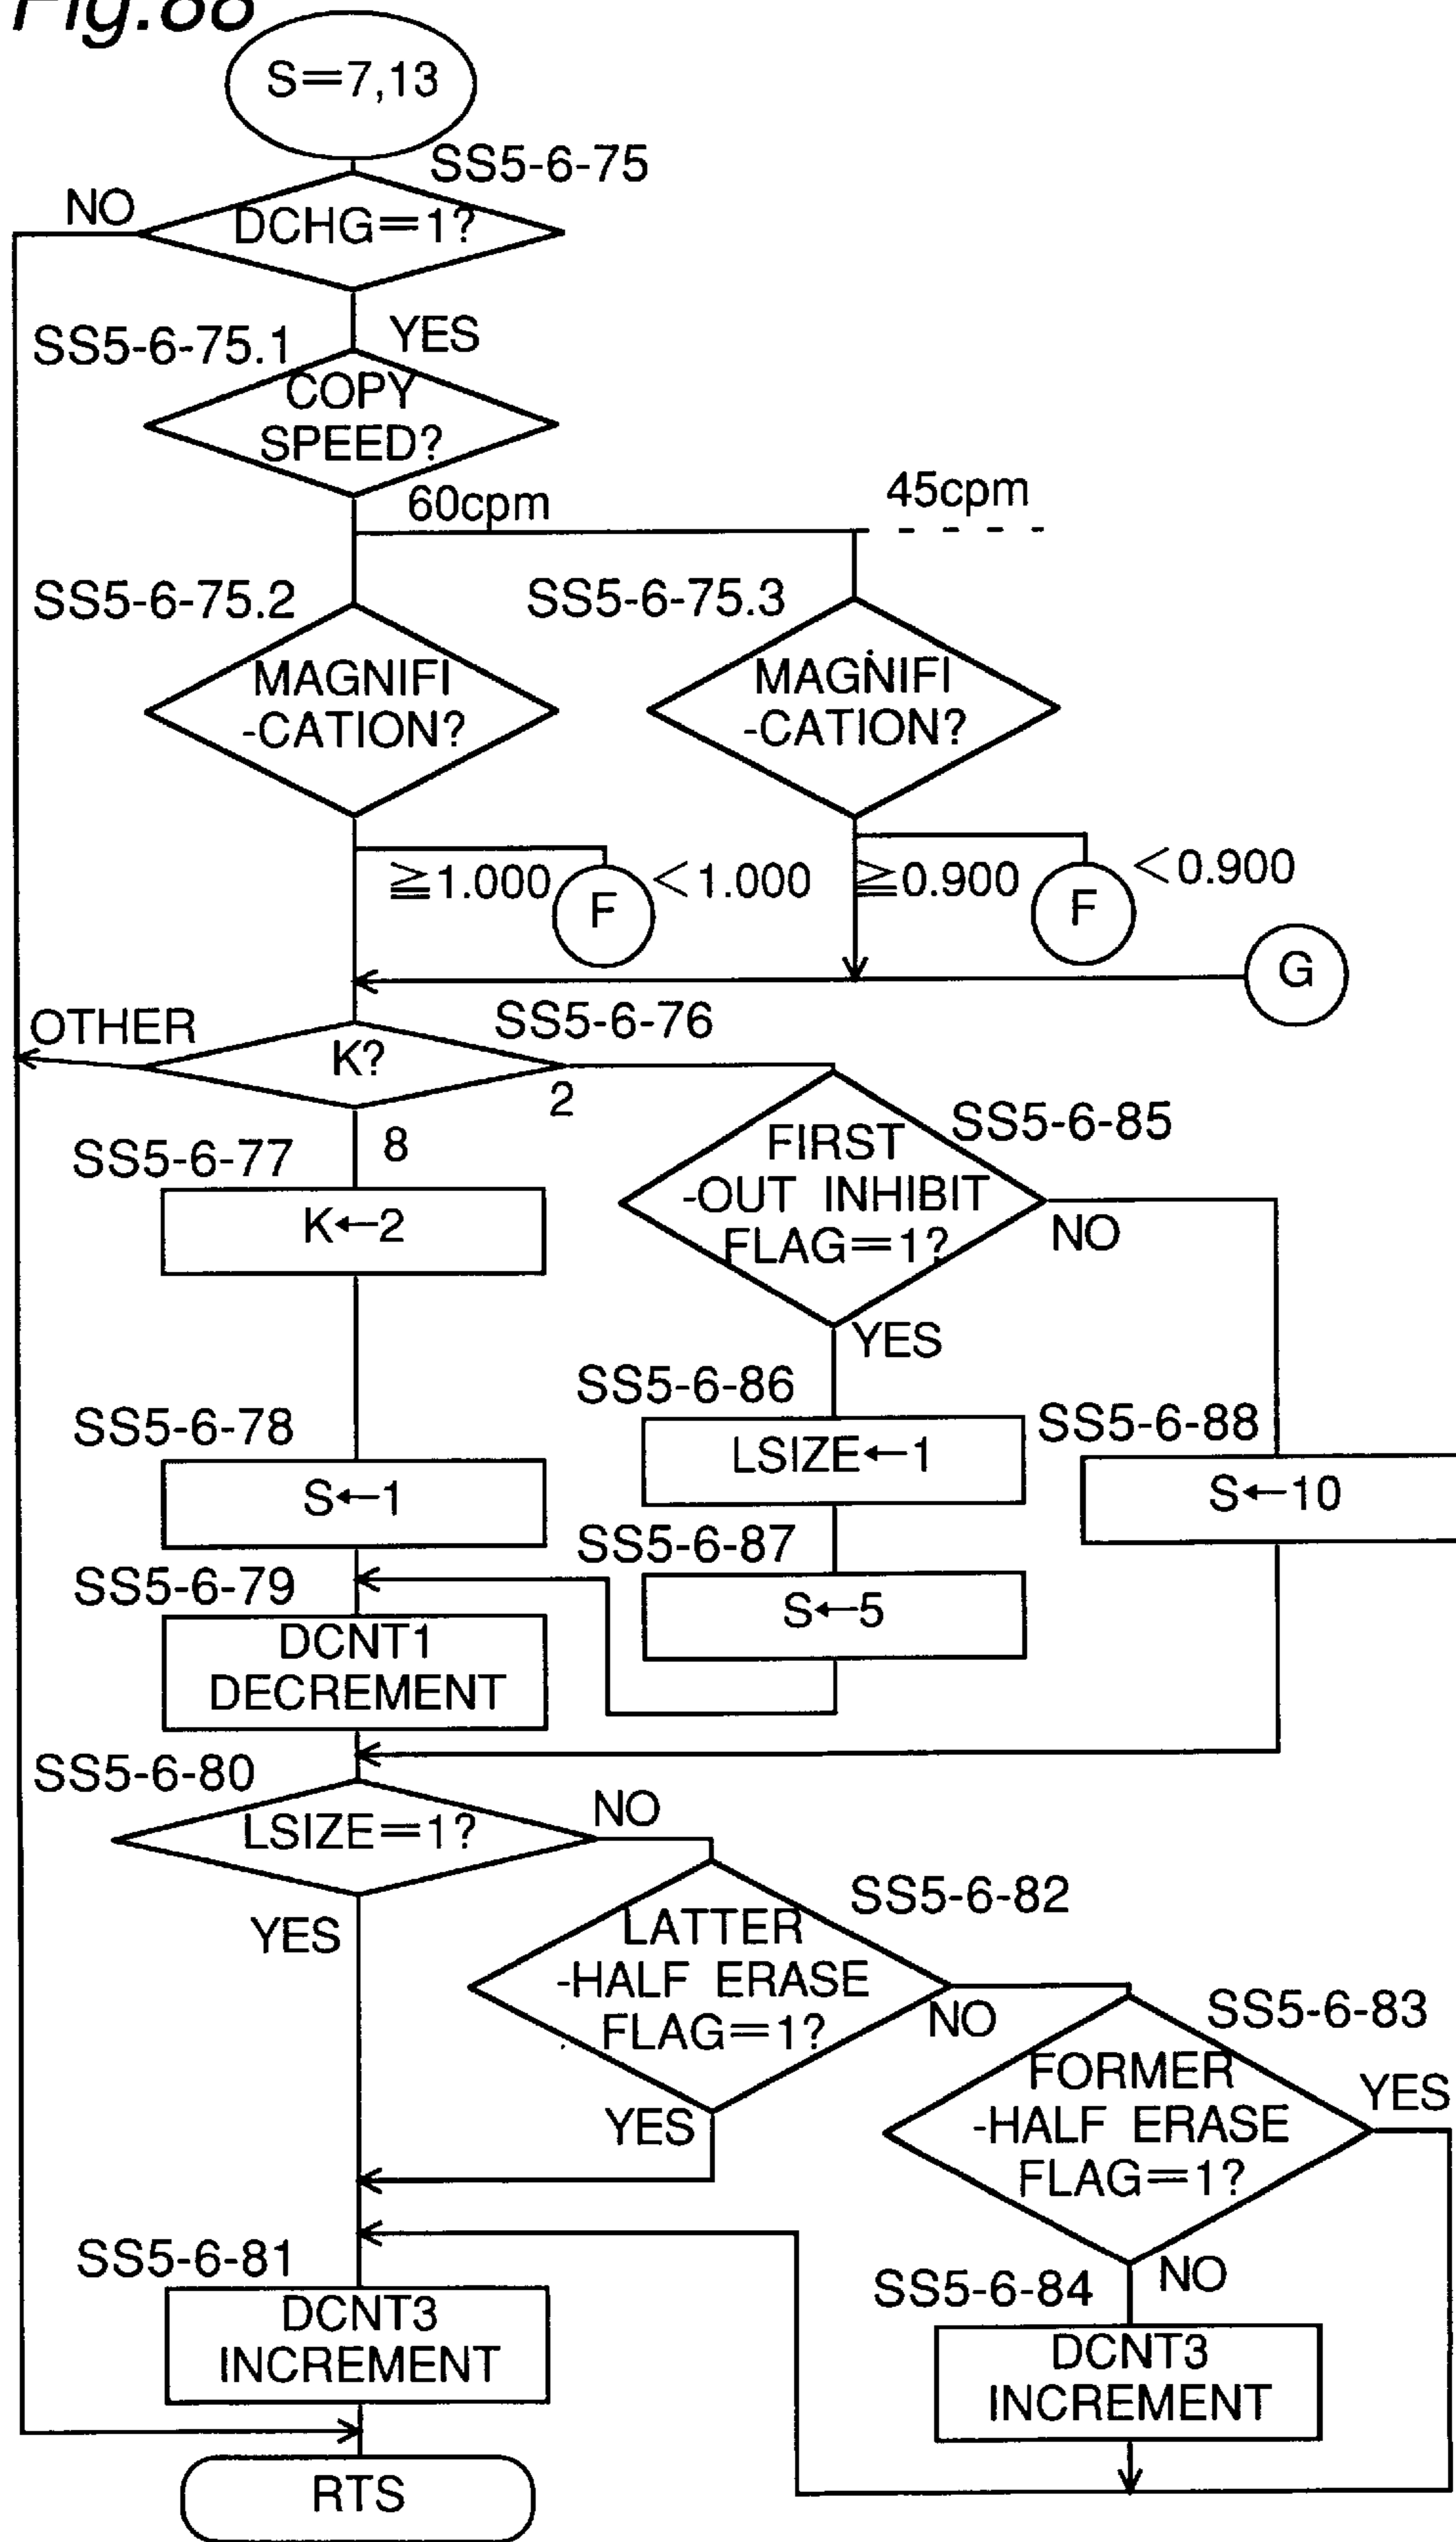 Fig.88
S=7,13
SS5-6-75
NO
DCHG=1?
YES
SS5-6-75.1
COPY
SPEED?
60cpm
45cpm
SS5-6-75.2
SS5-6-75.3
MAGNIFI
-CATION?
MAGNIFI
-CATION?
≧1.000
F
<1.000
≧0.900
F
<0.900
G
OTHER
SS5-6-76
K?
2
8
SS5-6-77
K←2
SS5-6-85
FIRST
-OUT INHIBIT
FLAG=1?
NO
YES
SS5-6-86
LSIZE←1
SS5-6-88
S←10
SS5-6-78
S←1
SS5-6-87
S←5
SS5-6-79
DCNT1
DECREMENT
SS5-6-80
LSIZE=1?
NO
YES
SS5-6-82
LATTER
-HALF ERASE
FLAG=1?
NO
YES
SS5-6-83
FORMER
-HALF ERASE
FLAG=1?
YES
NO
SS5-6-81
DCNT3
INCREMENT
SS5-6-84
DCNT3
INCREMENT
RTS